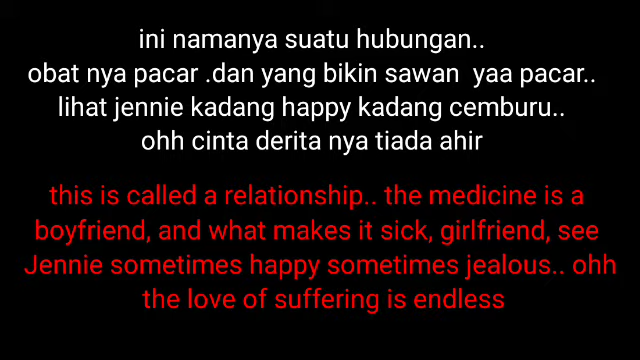 ini namanya suatu hubungan..
obat nya pacar .dan yang bikin sawan yaa pacar..
lihat jennie kadang happy kadang cemburu..
ohh cinta derita nya tiada ahir
this is called a relationship.. the medicine is a
boyfriend, and what makes it sick, girlfriend, see
Jennie sometimes happy sometimes jealous.. ohh
the love of suffering is endless